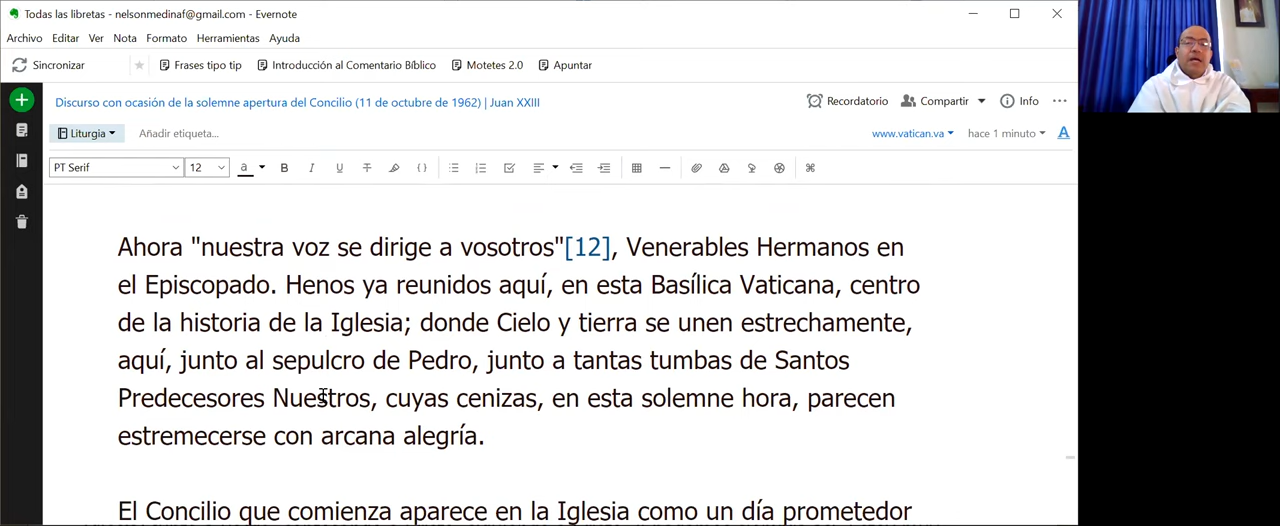 Todas las libretas - nelsonmedinaf@gmail.com - Evernote
Archivo Editar Ver Nota Formato Herramientas Ayuda
Sincronizar Frases tipo tip Introducción al Comentario Bíblico Motetes 2.0 Apuntar
Discurso con ocasión de la solemne apertura del Concilio (11 de octubre de 1962) | Juan XXIII Recordatorio Compartir Info
Liturgia Añadir etiqueta... www.vatican.va hace 1 minuto A
PT Serif 12 a B I U T
Ahora "nuestra voz se dirige a vosotros"[12], Venerables Hermanos en
el Episcopado. Henos ya reunidos aquí, en esta Basílica Vaticana, centro
de la historia de la Iglesia; donde Cielo y tierra se unen estrechamente,
aquí, junto al sepulcro de Pedro, junto a tantas tumbas de Santos
Predecesores Nuestros, cuyas cenizas, en esta solemne hora, parecen
estremecerse con arcana alegría.
El Concilio que comienza aparece en la Iglesia como un día prometedor